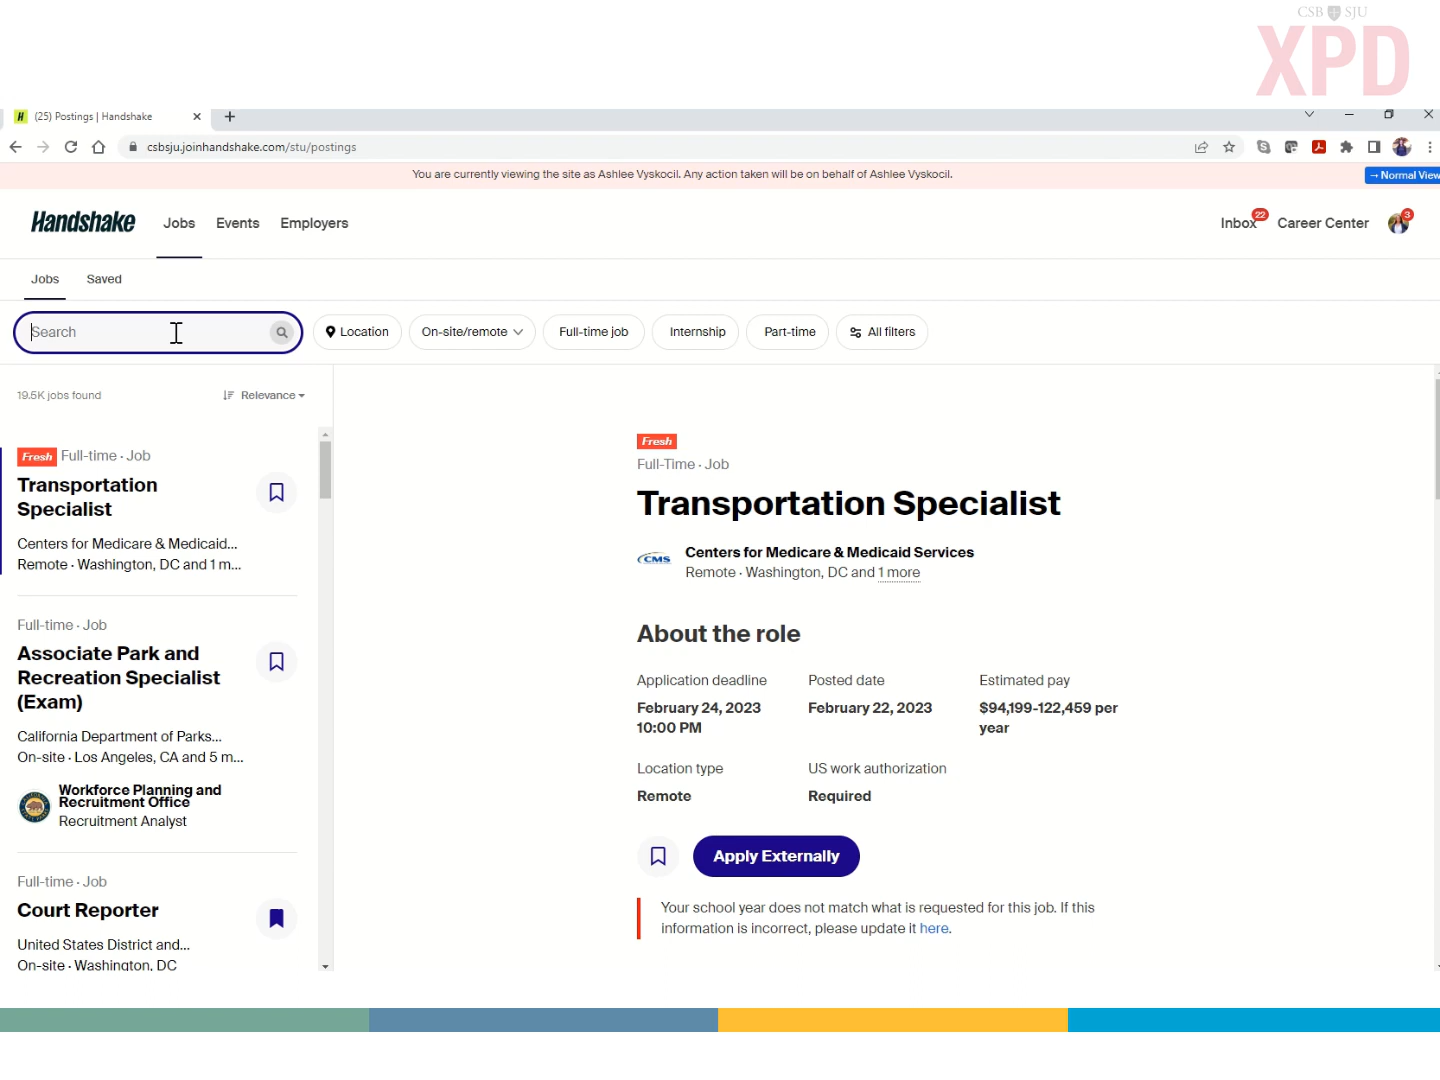 CSB SJU
XPD
H (25) Postings | Handshake
csbsju.joinhandshake.com/stu/postings
You are currently viewing the site as Ashlee Vyskocil. Any action taken will be on behalf of Ashlee Vyskocil.
→ Normal View
Handshake
Jobs
Events
Employers
Inbox 22
Career Center
3
Jobs
Saved
Search
Location
On-site/remote
Full-time job
Internship
Part-time
All filters
19.5K jobs found
Relevance
Fresh Full-time · Job
Transportation
Specialist
Centers for Medicare & Medicaid...
Remote · Washington, DC and 1 m...
Full-time · Job
Associate Park and
Recreation Specialist
(Exam)
California Department of Parks...
On-site · Los Angeles, CA and 5 m...
Workforce Planning and
Recruitment Office
Recruitment Analyst
Full-time · Job
Court Reporter
United States District and...
On-site · Washington, DC
Fresh
Full-Time · Job
Transportation Specialist
CMS
Centers for Medicare & Medicaid Services
Remote · Washington, DC and 1 more
About the role
Application deadline
February 24, 2023
10:00 PM
Posted date
February 22, 2023
Estimated pay
$94,199-122,459 per
year
Location type
Remote
US work authorization
Required
Apply Externally
Your school year does not match what is requested for this job. If this
information is incorrect, please update it here.